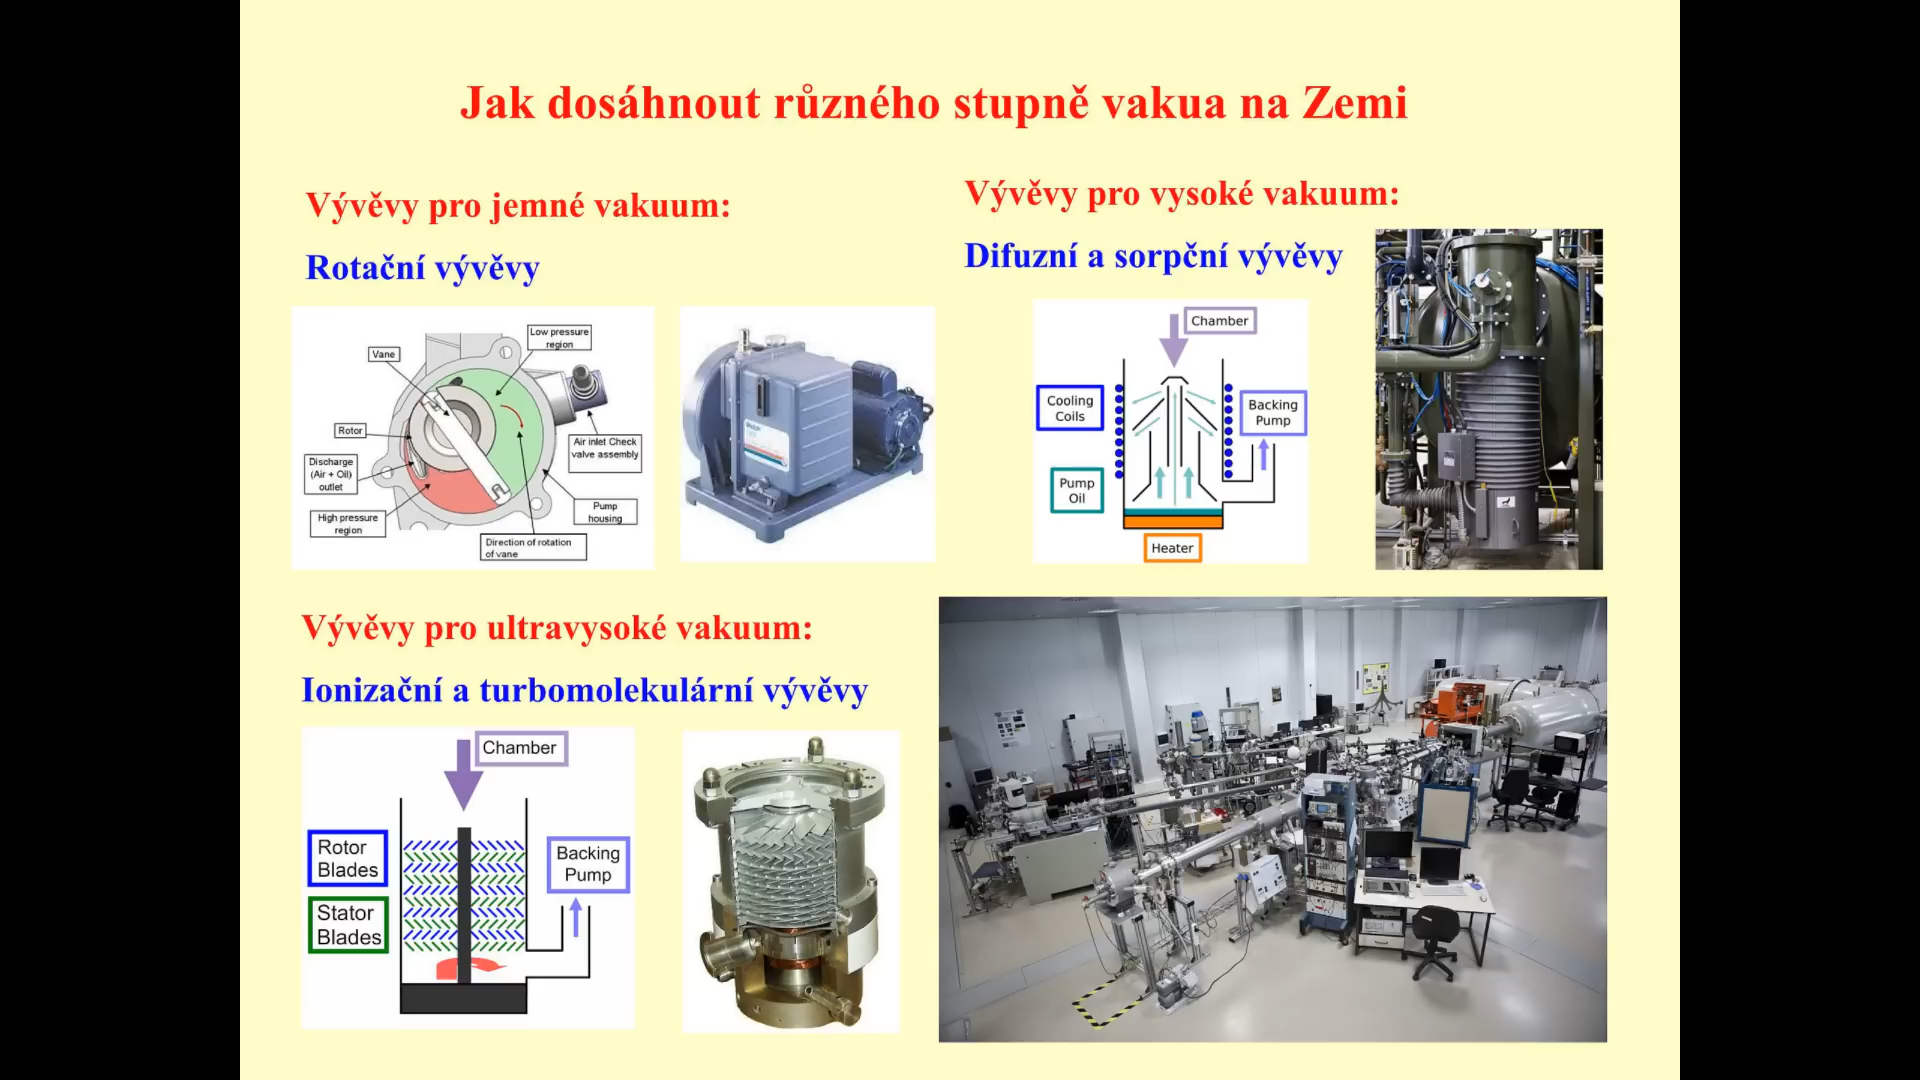 Jak dosáhnout různého stupně vakua na Zemi
Vývěvy pro jemné vakuum:
Rotační vývěvy
Low pressure
region
Vane
Rotor
Discharge
(Air + Oil)
outlet
High pressure
region
Air inlet Check
valve assembly
Pump
housing
Direction of rotation
of vane
Vývěvy pro vysoké vakuum:
Difuzní a sorpční vývěvy
Chamber
Cooling
Coils
Backing
Pump
Pump
Oil
Heater
Vývěvy pro ultravysoké vakuum:
Ionizační a turbomolekulární vývěvy
Chamber
Rotor
Blades
Backing
Pump
Stator
Blades